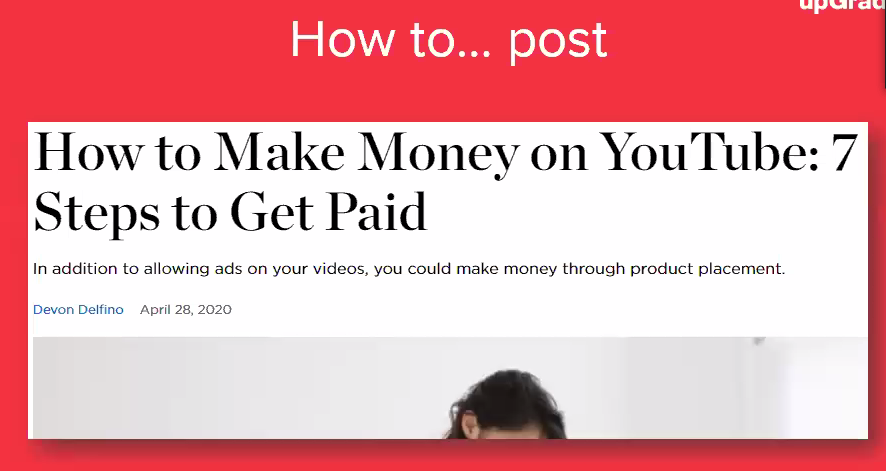 upGrad
How to... post
How to Make Money on YouTube: 7
Steps to Get Paid
In addition to allowing ads on your videos, you could make money through product placement.
Devon Delfino April 28, 2020